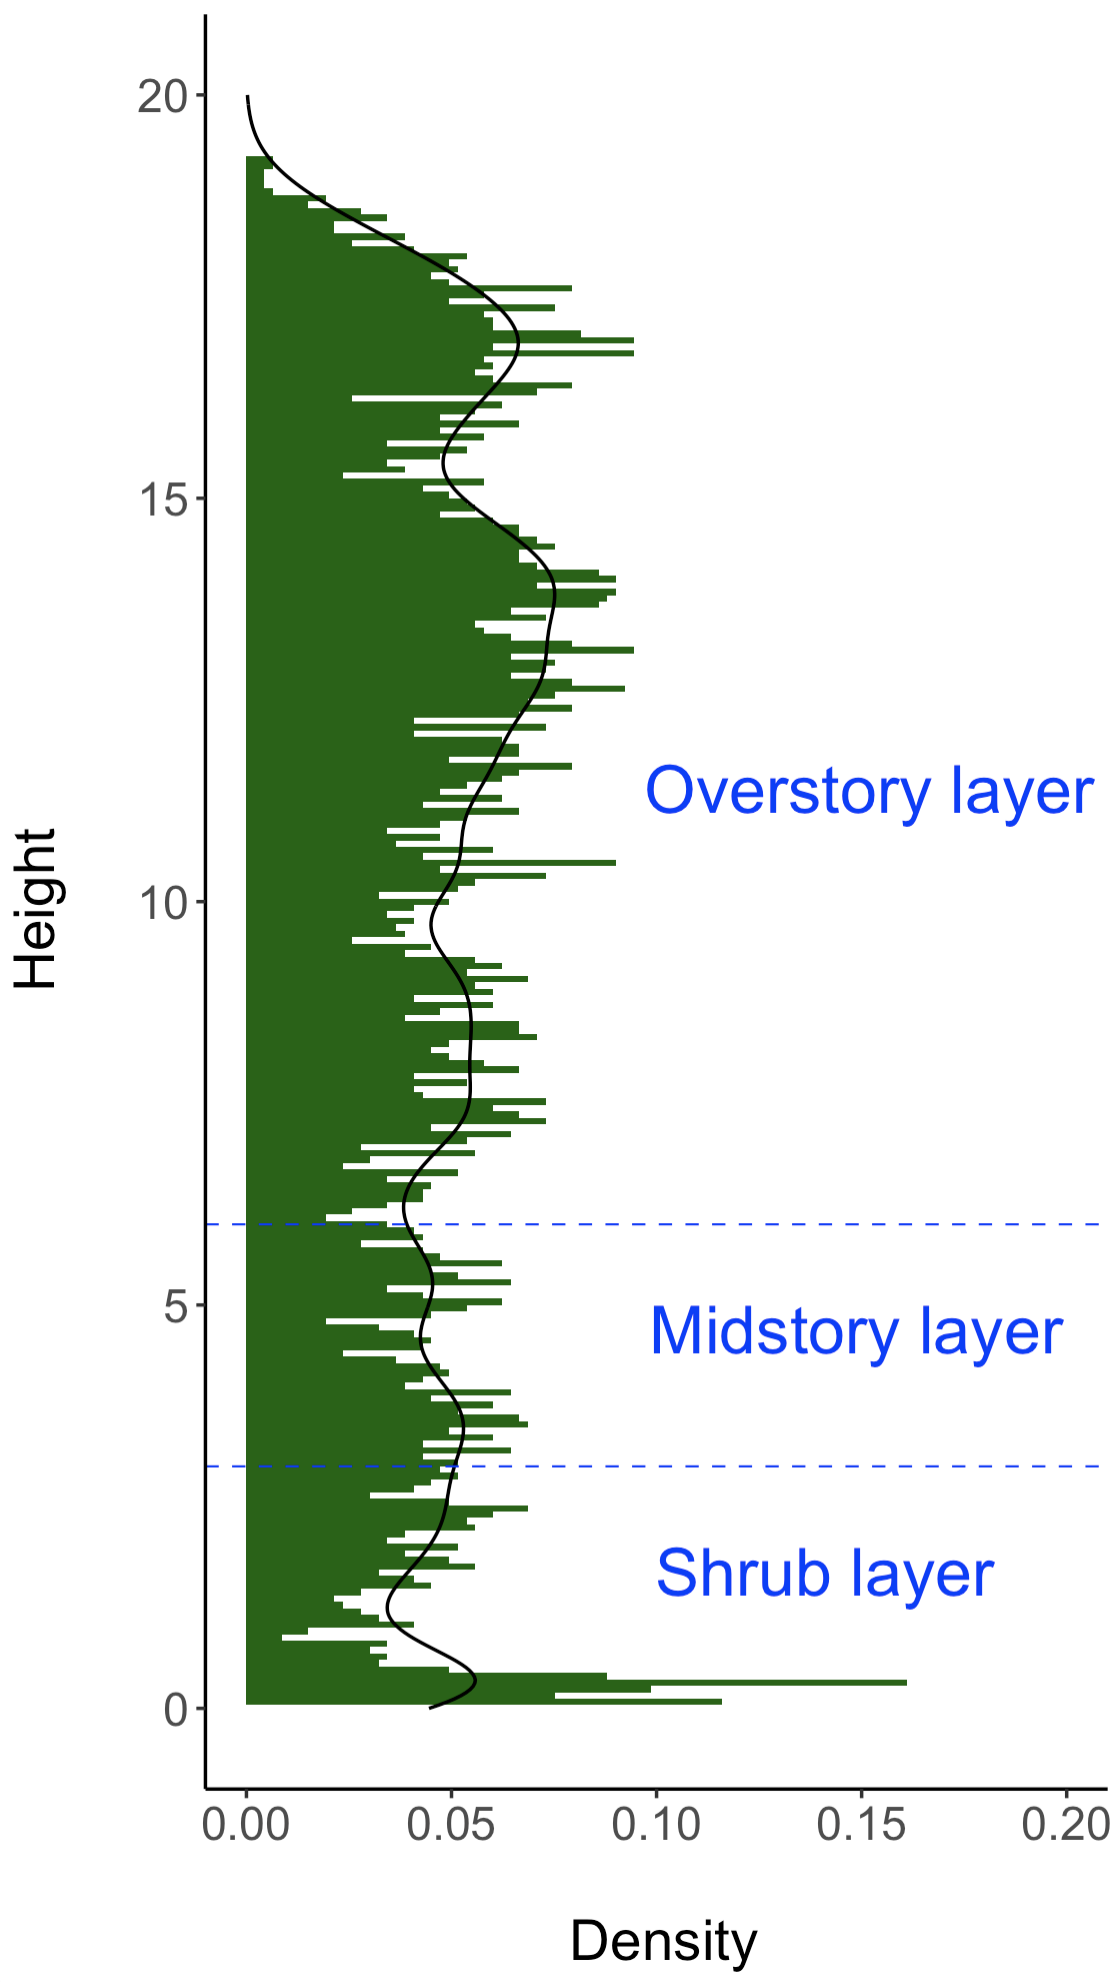 20
15
10
5
0
Height
Overstory layer
Midstory layer
Shrub layer
0.00 0.05 0.10 0.15 0.20
Density